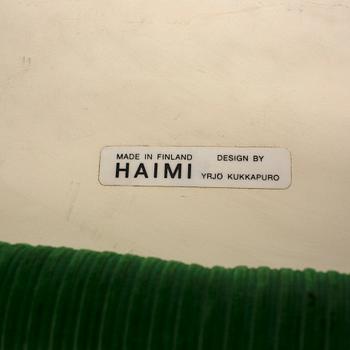 MADE IN FINLAND DESIGN BY
HAIMI YRJÖ KUKKAPURO